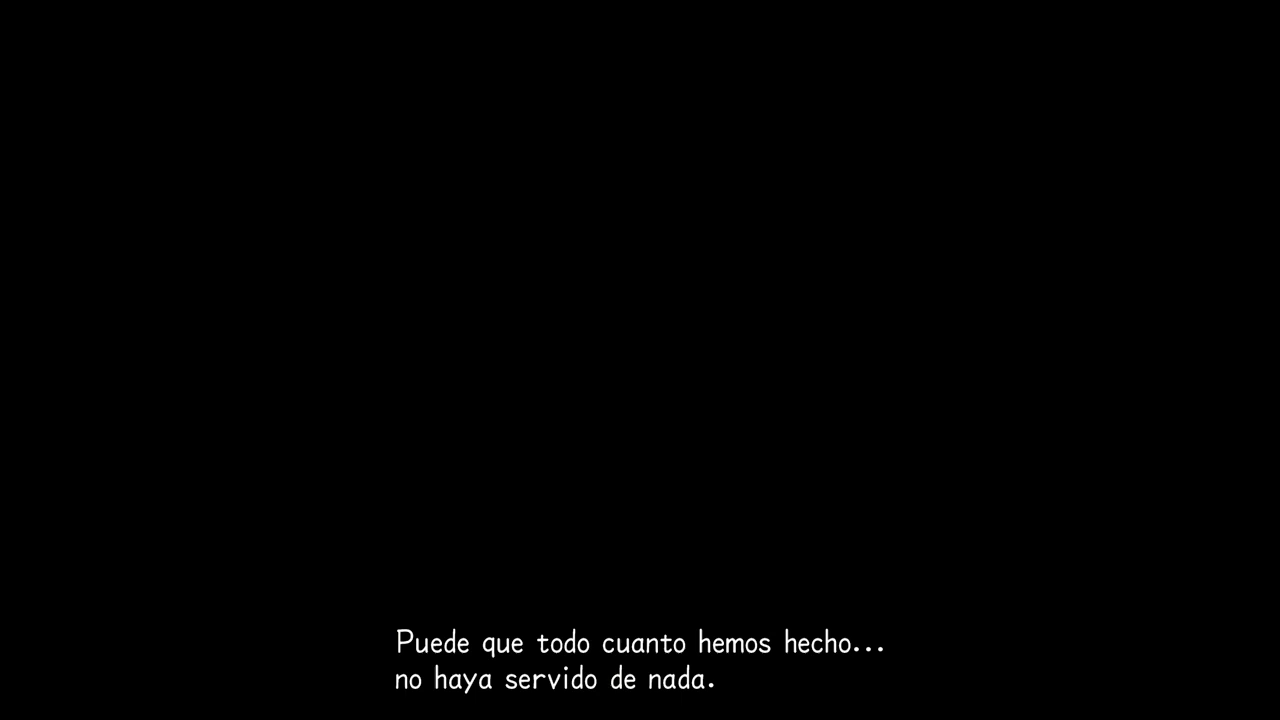 Puede que todo cuanto hemos hecho...
no haya servido de nada.